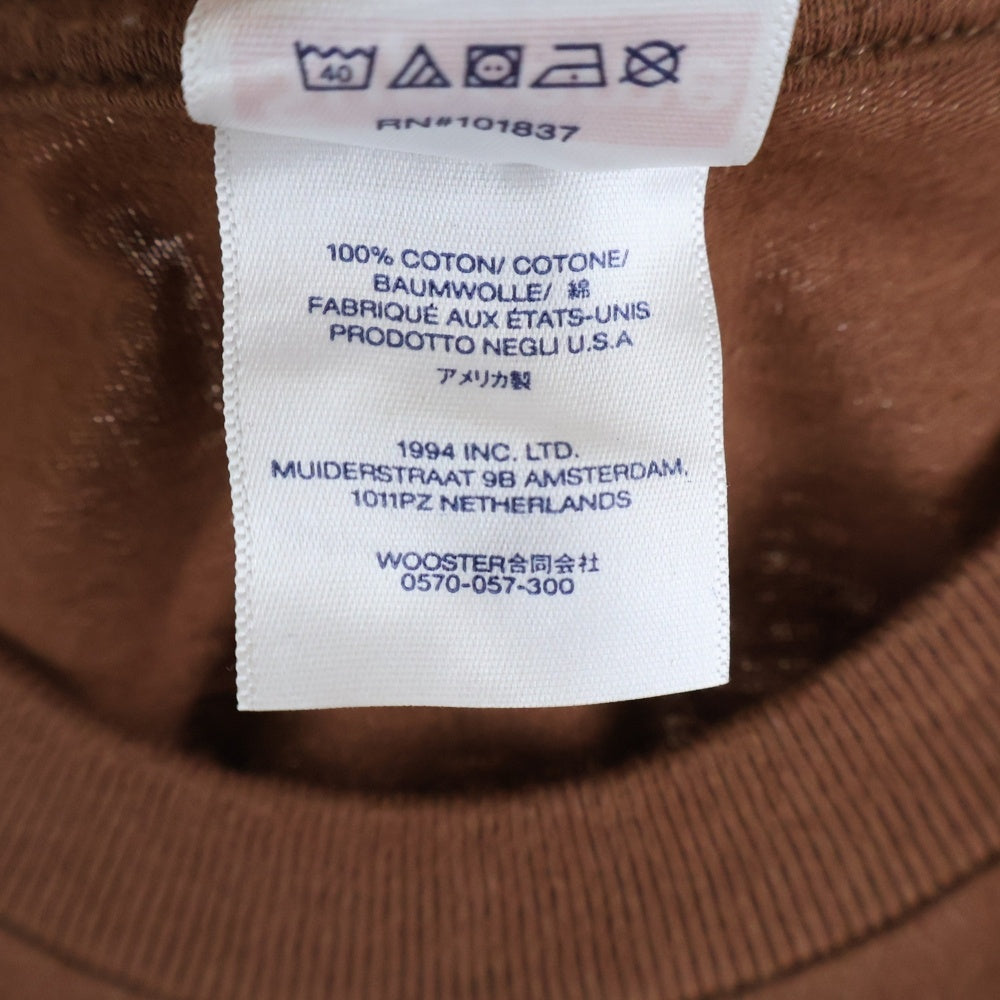 40
RN#101837
100% COTON/ COTONE/
BAUMWOLLE/ 綿
FABRIQUÉ AUX ÉTATS-UNIS
PRODOTTO NEGLI U.S.A
アメリカ製
1994 INC. LTD.
MUIDERSTRAAT 9B AMSTERDAM,
1011PZ NETHERLANDS
WOOSTER合同会社
0570-057-300